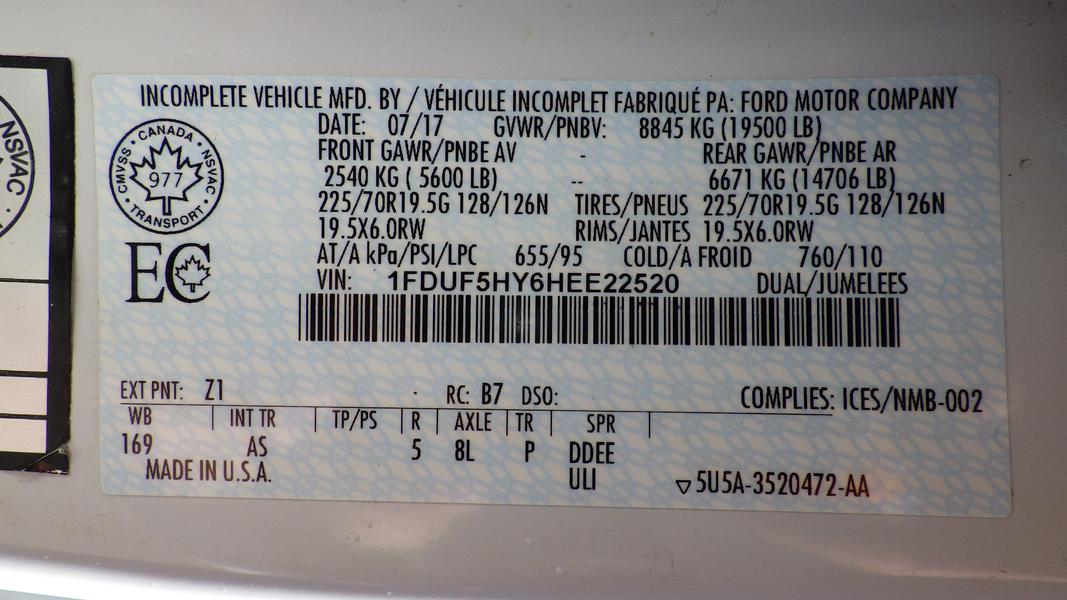 INCOMPLETE VEHICLE MFD. BY / VÉHICULE INCOMPLET FABRIQUÉ PA: FORD MOTOR COMPANY
DATE: 07/17 GVWR/PNBV: 8845 KG (19500 LB)
FRONT GAWR/PNBE AV - REAR GAWR/PNBE AR
2540 KG ( 5600 LB) -- 6671 KG (14706 LB)
225/70R19.5G 128/126N TIRES/PNEUS 225/70R19.5G 128/126N
19.5X6.0RW RIMS/JANTES 19.5X6.0RW
AT/A kPa/PSI/LPC 655/95 COLD/A FROID 760/110
VIN: 1FDUF5HY6HEE22520 DUAL/JUMELEES
CANADA
CMVSS • NSVAC
977
TRANSPORT
EC
NSVAC
EXT PNT: Z1 RC: B7 DSO: COMPLIES: ICES/NMB-002
WB | INT TR | TP/PS | R | AXLE | TR | SPR |
169 AS 5 8L P DDEE
MADE IN U.S.A. ULI ▽5U5A-3520472-AA